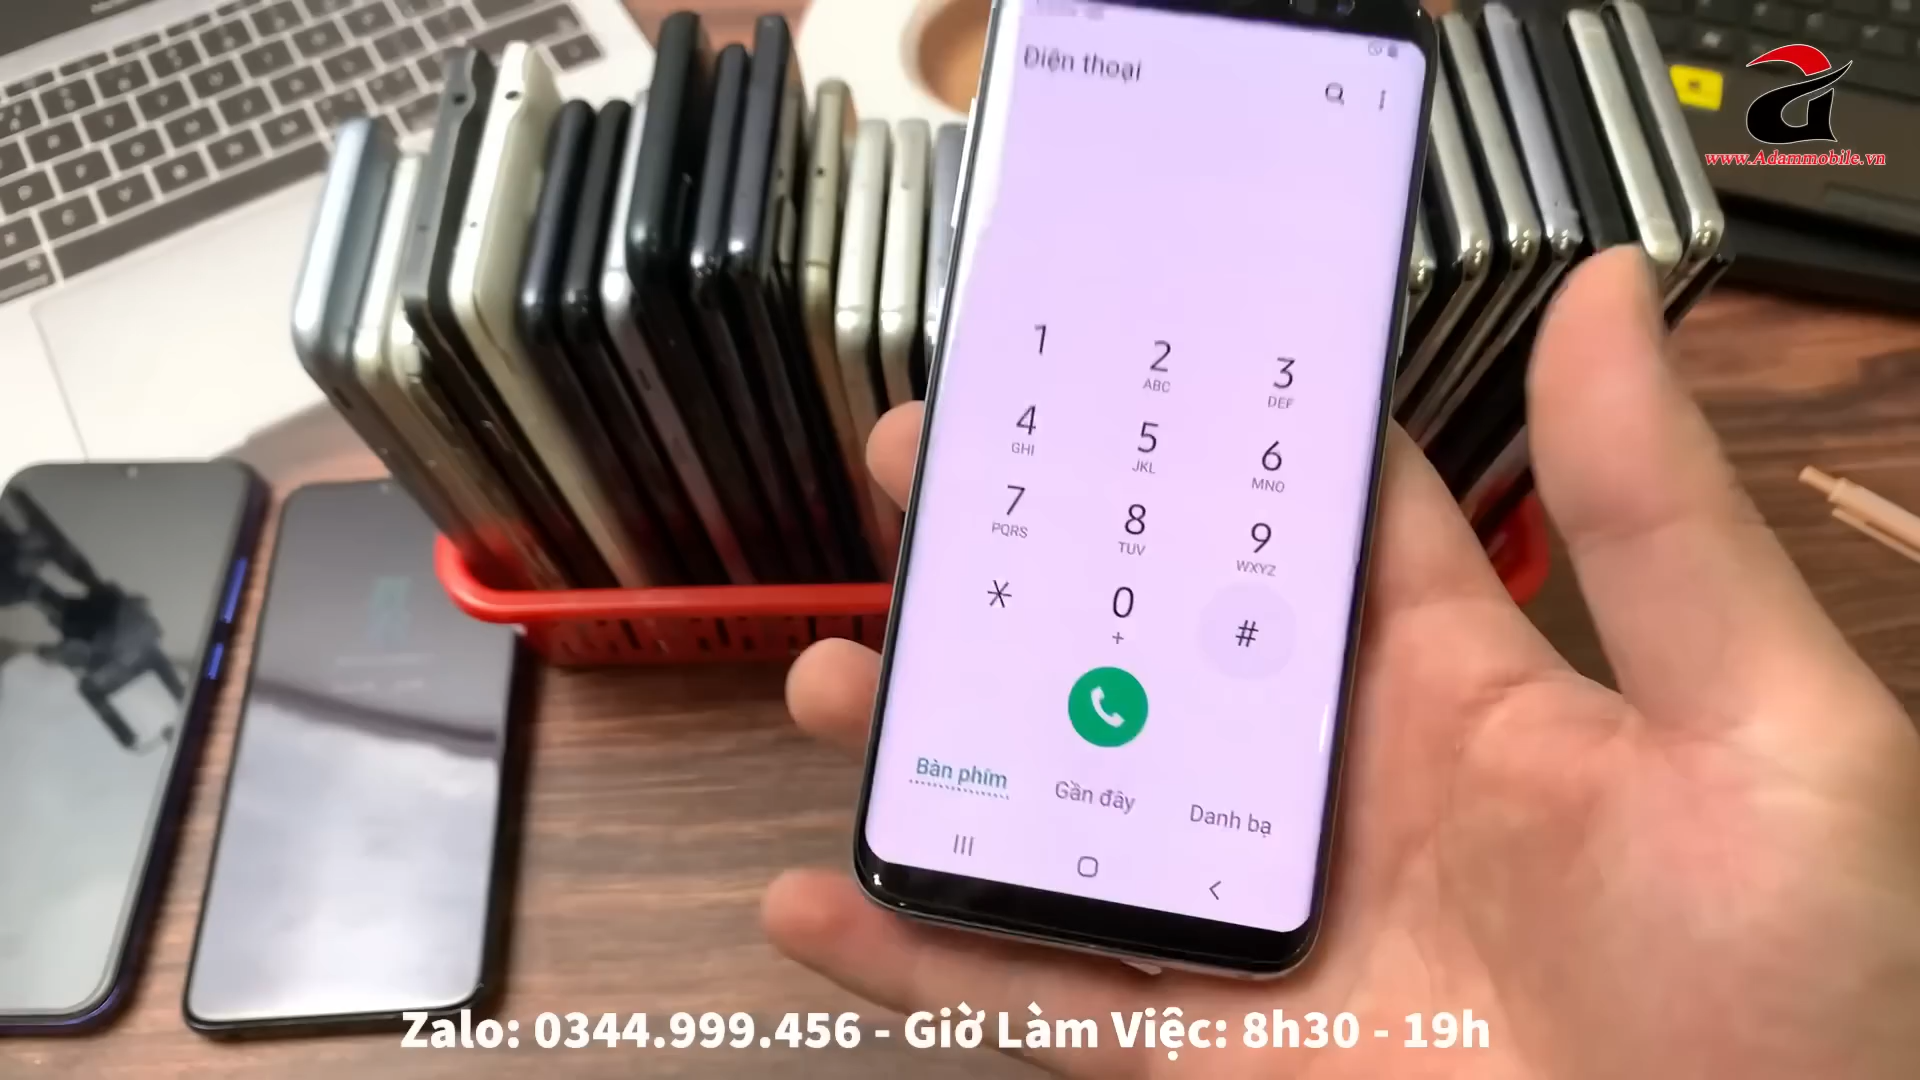 Điện thoại
www.Adammobile.vn
1
2
ABC
3
DEF
4
GHI
5
JKL
6
MNO
7
PQRS
8
TUV
9
WXYZ
*
0
+
#
Bàn phím
Gần đây
Danh bạ
Zalo: 0344.999.456 - Giờ Làm Việc: 8h30 - 19h